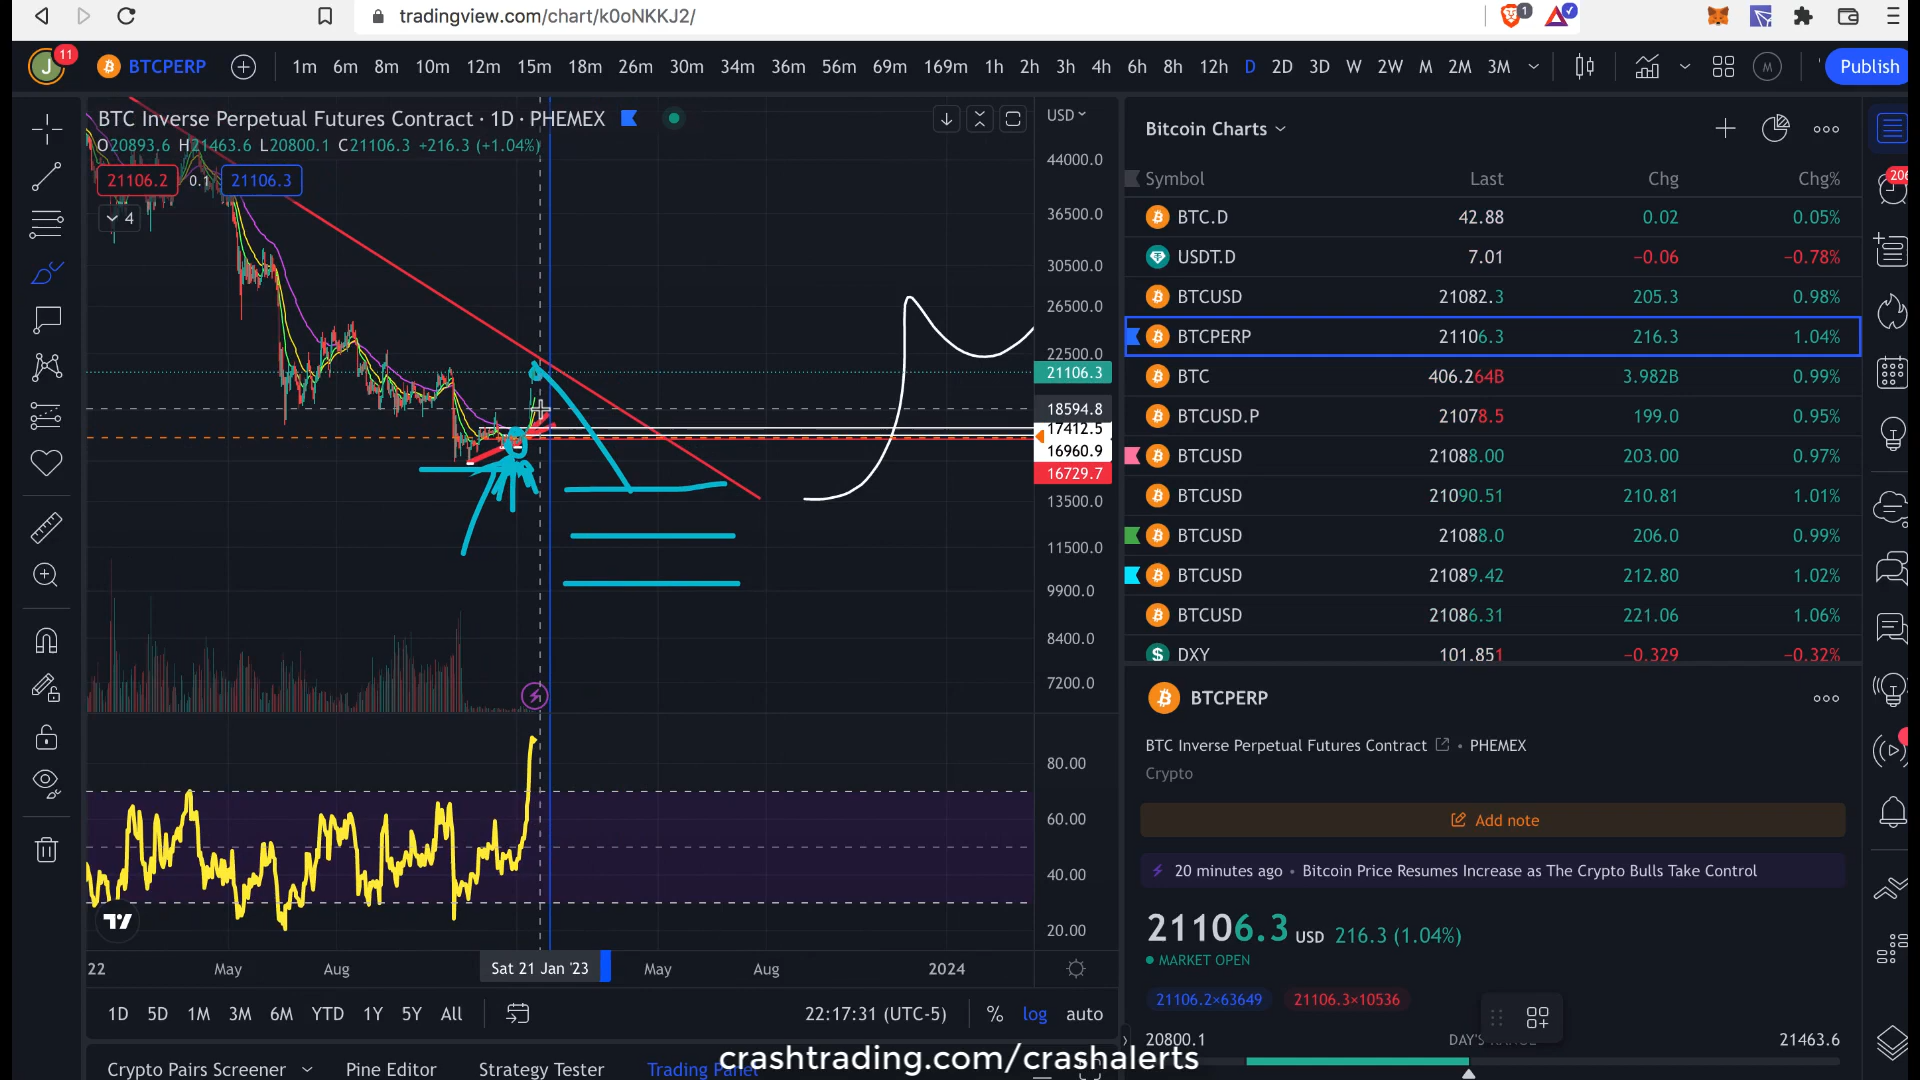 tradingview.com/chart/k0oNKKJ2/
1
J 11 BTCPERP 1m 6m 8m 10m 12m 15m 18m 26m 30m 34m 36m 56m 69m 169m 1h 2h 3h 4h 6h 8h 12h D 2D 3D W 2W M 2M 3M M Publish
BTC Inverse Perpetual Futures Contract · 1D · PHEMEX
O20893.6 H21463.6 L20800.1 C21106.3 +216.3 (+1.04%)
21106.2 0.1 21106.3
4
USD
44000.0
36500.0
30500.0
26500.0
22500.0
21106.3
18594.8
17412.5
16960.9
16729.7
13500.0
11500.0
9900.0
8400.0
7200.0
80.00
60.00
40.00
20.00
22 May Aug Sat 21 Jan '23 May Aug 2024
1D 5D 1M 3M 6M YTD 1Y 5Y All 22:17:31 (UTC-5) % log auto
Crypto Pairs Screener Pine Editor Strategy Tester Trading Panel
crashtrading.com/crashalerts
Bitcoin Charts
Symbol Last Chg Chg%
BTC.D 42.88 0.02 0.05%
USDT.D 7.01 −0.06 −0.78%
BTCUSD 21082.3 205.3 0.98%
BTCPERP 21106.3 216.3 1.04%
BTC 406.264B 3.982B 0.99%
BTCUSD.P 21078.5 199.0 0.95%
BTCUSD 21088.00 203.00 0.97%
BTCUSD 21090.51 210.81 1.01%
BTCUSD 21088.0 206.0 0.99%
BTCUSD 21089.42 212.80 1.02%
BTCUSD 21086.31 221.06 1.06%
DXY 101.851 −0.329 −0.32%
BTCPERP
BTC Inverse Perpetual Futures Contract • PHEMEX
Crypto
Add note
20 minutes ago • Bitcoin Price Resumes Increase as The Crypto Bulls Take Control
21106.3 USD 216.3 (1.04%)
MARKET OPEN
21106.2×63649 21106.3×10536
20800.1 DAY'S RANGE 21463.6